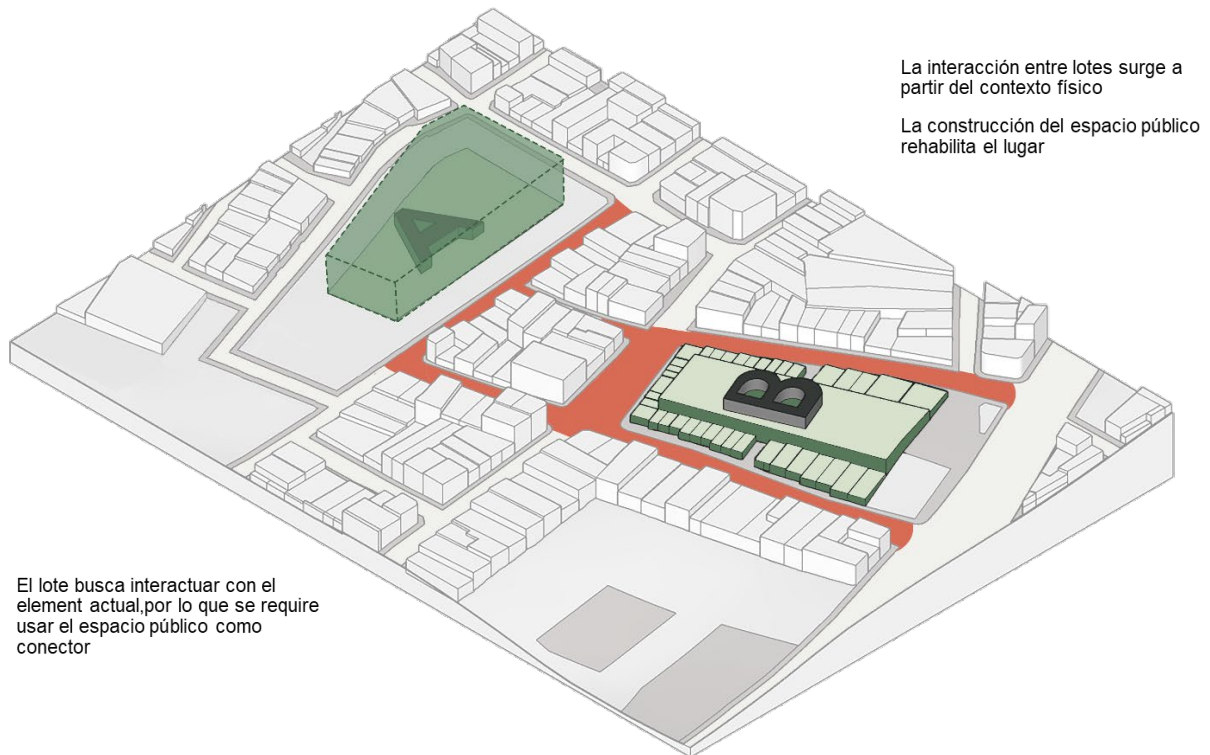 La interacción entre lotes surge a
partir del contexto físico
La construcción del espacio público
rehabilita el lugar
A
B
El lote busca interactuar con el
element actual,por lo que se require
usar el espacio público como
conector